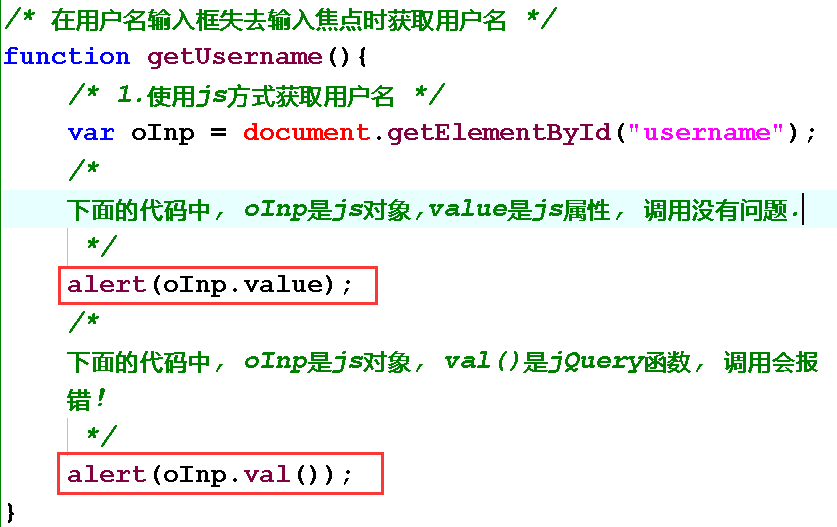 /* 在用户名输入框失去输入焦点时获取用户名 */
function getUsername(){
/* 1.使用js方式获取用户名 */
var oInp = document.getElementById("username");
/*
下面的代码中, oInp是js对象,value是js属性, 调用没有问题.
*/
alert(oInp.value);
/*
下面的代码中, oInp是js对象, val()是jQuery函数, 调用会报
错!
*/
alert(oInp.val());
}